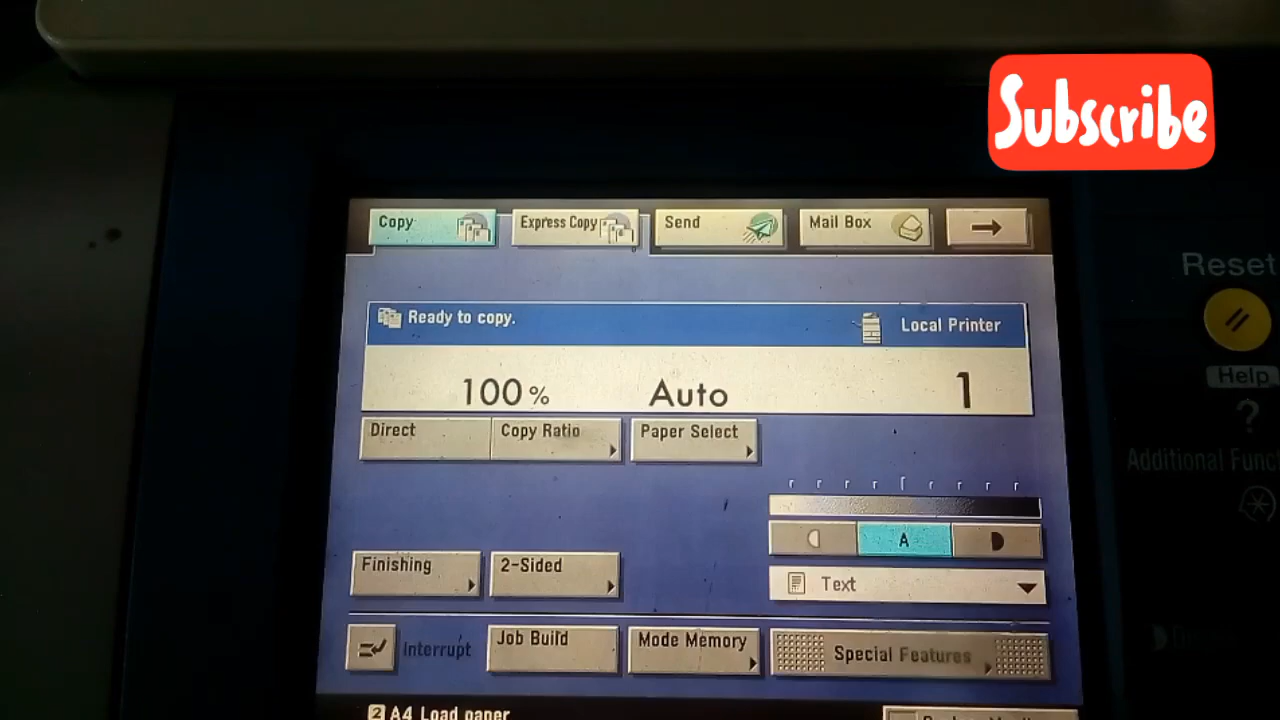 Subscribe
Copy
Express Copy
Send
Mail Box
Reset
Ready to copy.
Local Printer
Help
100%
Auto
1
?
Direct
Copy Ratio
Paper Select
Additional Func
A
Finishing
2-Sided
Text
Interrupt
Job Build
Mode Memory
Special Features
2 A4 Load paper